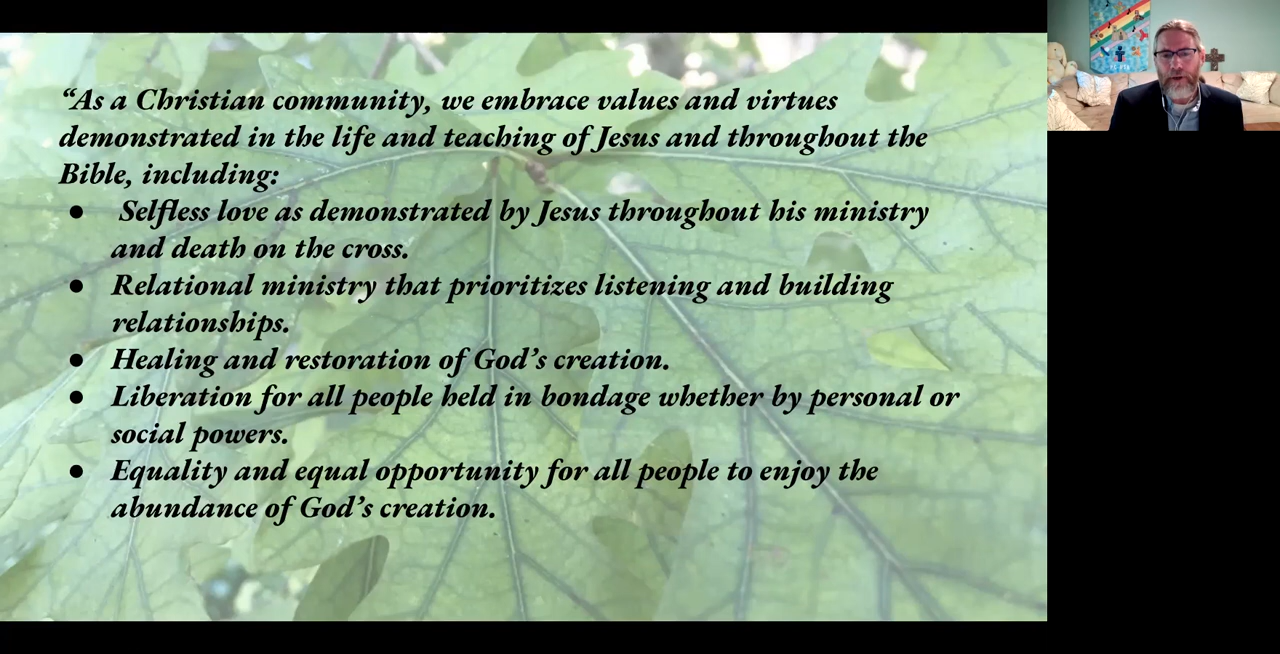 “As a Christian community, we embrace values and virtues
demonstrated in the life and teaching of Jesus and throughout the
Bible, including:
● Selfless love as demonstrated by Jesus throughout his ministry
and death on the cross.
● Relational ministry that prioritizes listening and building
relationships.
● Healing and restoration of God’s creation.
● Liberation for all people held in bondage whether by personal or
social powers.
● Equality and equal opportunity for all people to enjoy the
abundance of God’s creation.